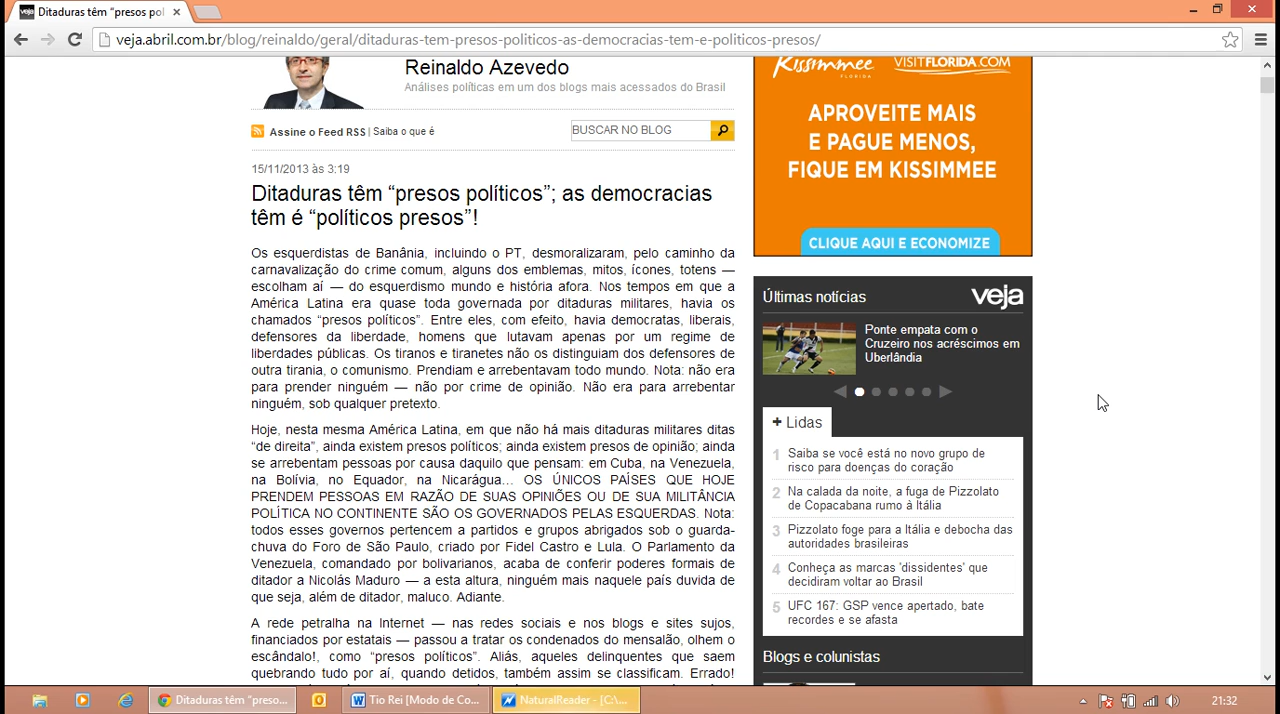 veja
Ditaduras têm “presos pol
veja.abril.com.br/blog/reinaldo/geral/ditaduras-tem-presos-politicos-as-democracias-tem-e-politicos-presos/
Reinaldo Azevedo
Análises políticas em um dos blogs mais acessados do Brasil
Assine o Feed RSS | Saiba o que é
BUSCAR NO BLOG
15/11/2013 às 3:19
Ditaduras têm “presos políticos”; as democracias
têm é “políticos presos”!
Os esquerdistas de Banânia, incluindo o PT, desmoralizaram, pelo caminho da
carnavalização do crime comum, alguns dos emblemas, mitos, ícones, totens —
escolham aí — do esquerdismo mundo e história afora. Nos tempos em que a
América Latina era quase toda governada por ditaduras militares, havia os
chamados “presos políticos”. Entre eles, com efeito, havia democratas, liberais,
defensores da liberdade, homens que lutavam apenas por um regime de
liberdades públicas. Os tiranos e tiranetes não os distinguiam dos defensores de
outra tirania, o comunismo. Prendiam e arrebentavam todo mundo. Nota: não era
para prender ninguém — não por crime de opinião. Não era para arrebentar
ninguém, sob qualquer pretexto.
Hoje, nesta mesma América Latina, em que não há mais ditaduras militares ditas
“de direita”, ainda existem presos políticos; ainda existem presos de opinião; ainda
se arrebentam pessoas por causa daquilo que pensam: em Cuba, na Venezuela,
na Bolívia, no Equador, na Nicarágua… OS ÚNICOS PAÍSES QUE HOJE
PRENDEM PESSOAS EM RAZÃO DE SUAS OPINIÕES OU DE SUA MILITÂNCIA
POLÍTICA NO CONTINENTE SÃO OS GOVERNADOS PELAS ESQUERDAS. Nota:
todos esses governos pertencem a partidos e grupos abrigados sob o guarda-
chuva do Foro de São Paulo, criado por Fidel Castro e Lula. O Parlamento da
Venezuela, comandado por bolivarianos, acaba de conferir poderes formais de
ditador a Nicolás Maduro — a esta altura, ninguém mais naquele país duvida de
que seja, além de ditador, maluco. Adiante.
A rede petralha na Internet — nas redes sociais e nos blogs e sites sujos,
financiados por estatais — passou a tratar os condenados do mensalão, olhem o
escândalo!, como “presos políticos”. Aliás, aqueles delinquentes que saem
quebrando tudo por aí, quando detidos, também assim se classificam. Errado!
Kissimmee
FLORIDA
VISITFLORIDA.COM
APROVEITE MAIS
E PAGUE MENOS,
FIQUE EM KISSIMMEE
CLIQUE AQUI E ECONOMIZE
Últimas notícias
veja
Ponte empata com o
Cruzeiro nos acréscimos em
Uberlândia
+ Lidas
1 Saiba se você está no novo grupo de
risco para doenças do coração
2 Na calada da noite, a fuga de Pizzolato
de Copacabana rumo à Itália
3 Pizzolato foge para a Itália e debocha das
autoridades brasileiras
4 Conheça as marcas 'dissidentes' que
decidiram voltar ao Brasil
5 UFC 167: GSP vence apertado, bate
recordes e se afasta
Blogs e colunistas
Ditaduras têm “preso...
Tio Rei [Modo de Co...
NaturalReader - [C:\...
21:32